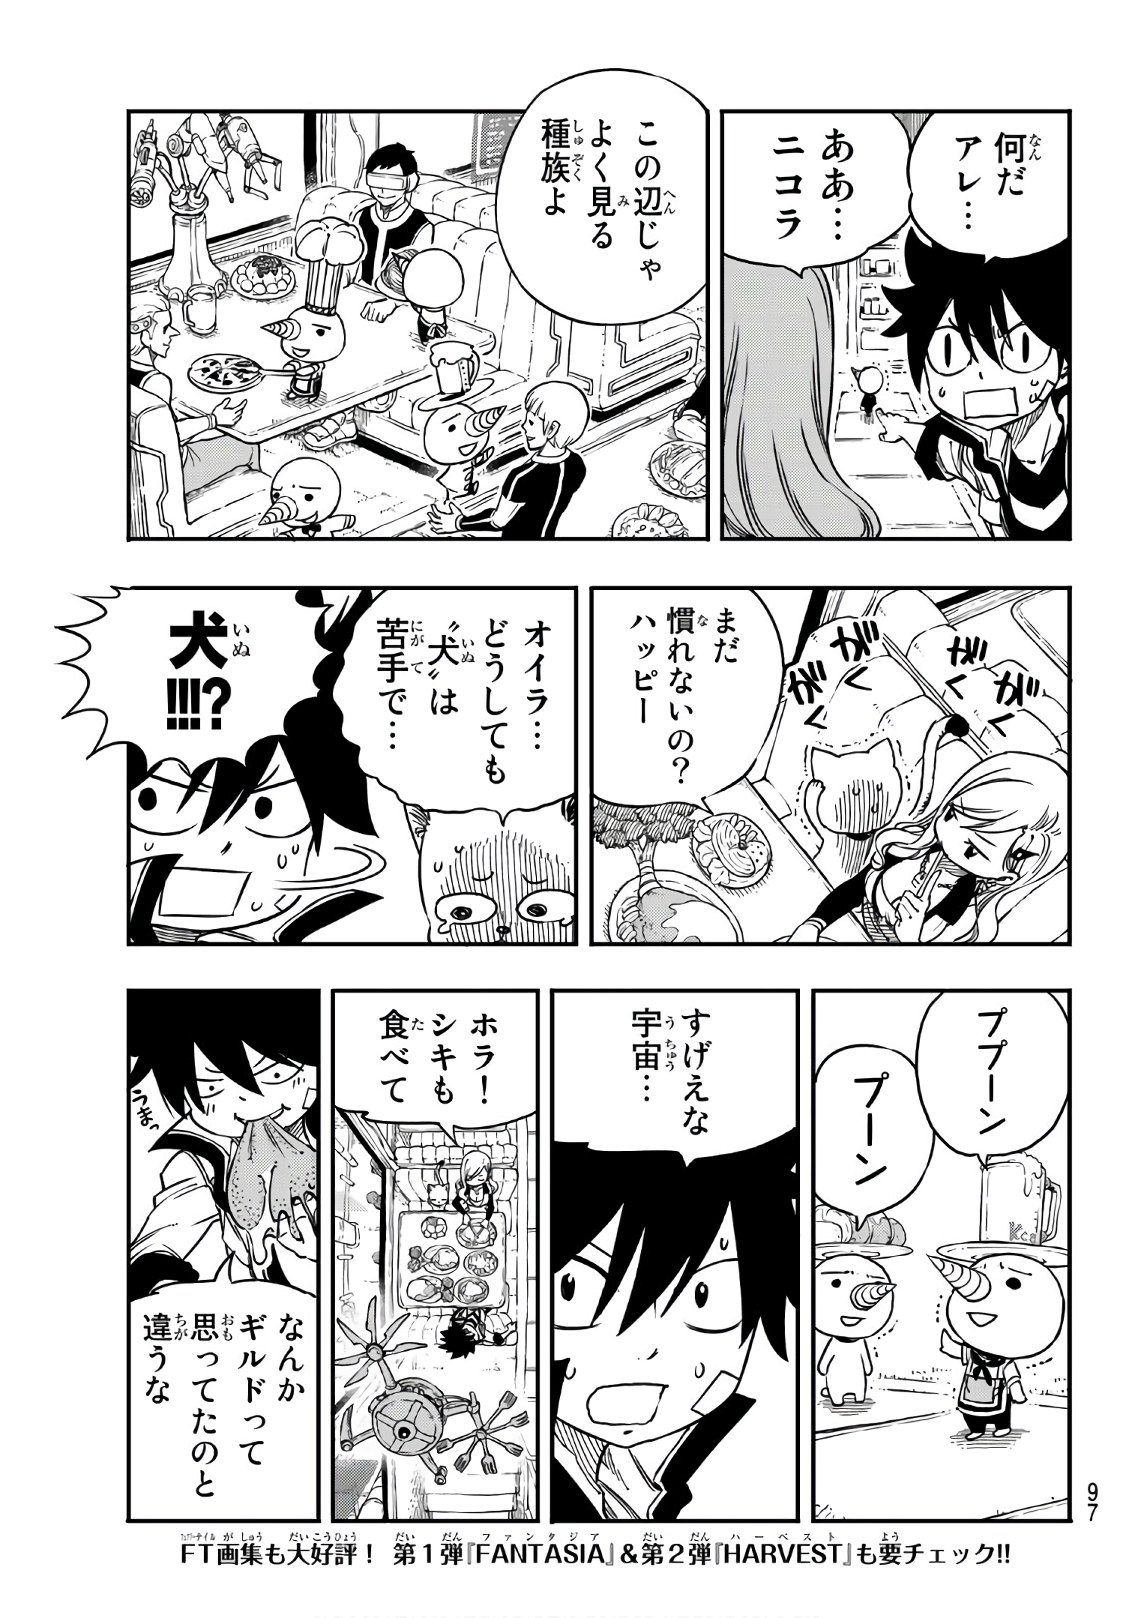 何だ
アレ…
ああ…
ニコラ
この辺じゃ
よく見る
種族よ
がく
がく
がく
まだ
慣れないの？
ハッピー
オイラ…
どうしても
〝犬〟は
苦手で…
犬!!!?
ププーン
プーン
すげえな
宇宙…
ホラ！
シキも
食べて
うまっ
なんか
ギルドって
思ってたのと
違うな
97
FT画集も大好評！ 第1弾『FANTASIA』&第2弾『HARVEST』も要チェック!!